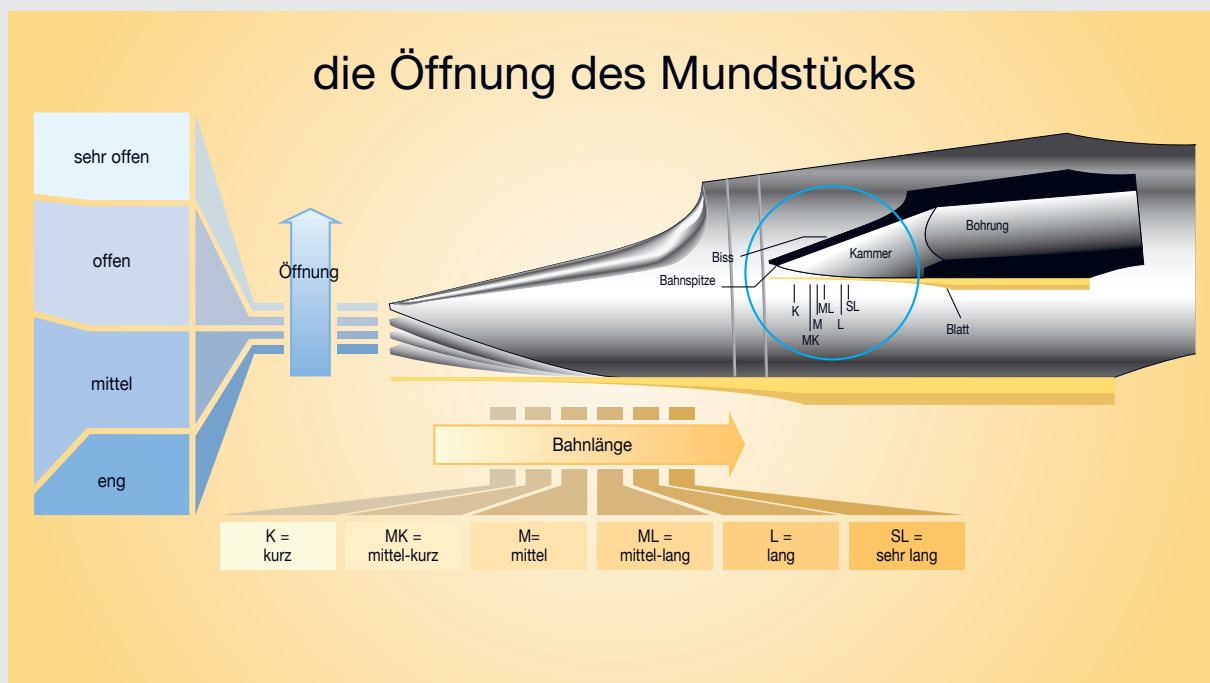 die Öffnung des Mundstücks
sehr offen
offen
mittel
eng
Öffnung
Biss
Bahnspitze
Kammer
Bohrung
K
MK
M
ML
L
SL
Blatt
Bahnlänge
K =
kurz
MK =
mittel-kurz
M=
mittel
ML =
mittel-lang
L =
lang
SL =
sehr lang